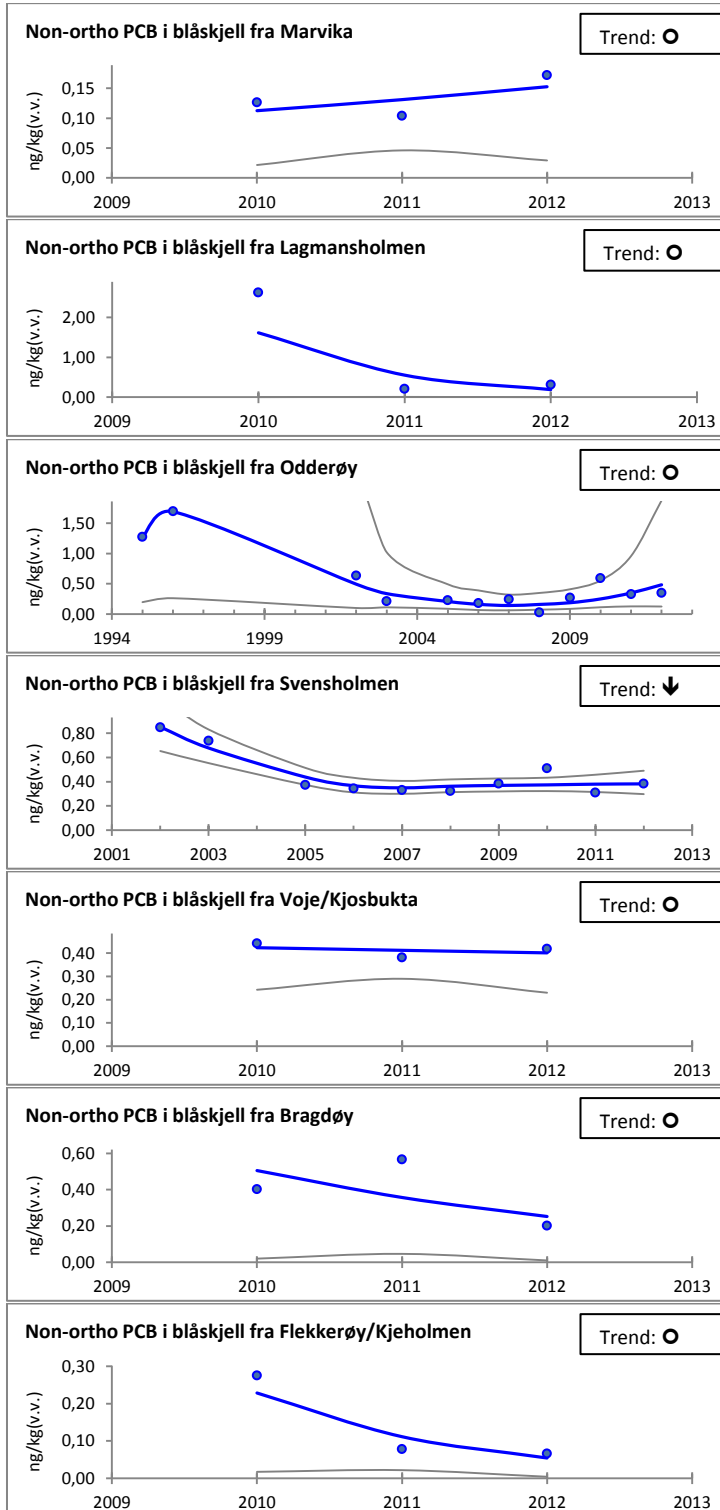 Non-ortho PCB i blåskjell fra Marvika
Trend: O
ng/kg(v.v.)
0,15
0,10
0,05
0,00
2009 2010 2011 2012 2013
Non-ortho PCB i blåskjell fra Lagmansholmen
Trend: O
ng/kg(v.v.)
2,00
1,00
0,00
2009 2010 2011 2012 2013
Non-ortho PCB i blåskjell fra Odderøy
Trend: O
ng/kg(v.v.)
1,50
1,00
0,50
0,00
1994 1999 2004 2009
Non-ortho PCB i blåskjell fra Svensholmen
Trend: ↓
ng/kg(v.v.)
0,80
0,60
0,40
0,20
0,00
2001 2003 2005 2007 2009 2011 2013
Non-ortho PCB i blåskjell fra Voje/Kjosbukta
Trend: O
ng/kg(v.v.)
0,40
0,30
0,20
0,10
0,00
2009 2010 2011 2012 2013
Non-ortho PCB i blåskjell fra Bragdøy
Trend: O
ng/kg(v.v.)
0,60
0,40
0,20
0,00
2009 2010 2011 2012 2013
Non-ortho PCB i blåskjell fra Flekkerøy/Kjeholmen
Trend: O
ng/kg(v.v.)
0,30
0,20
0,10
0,00
2009 2010 2011 2012 2013